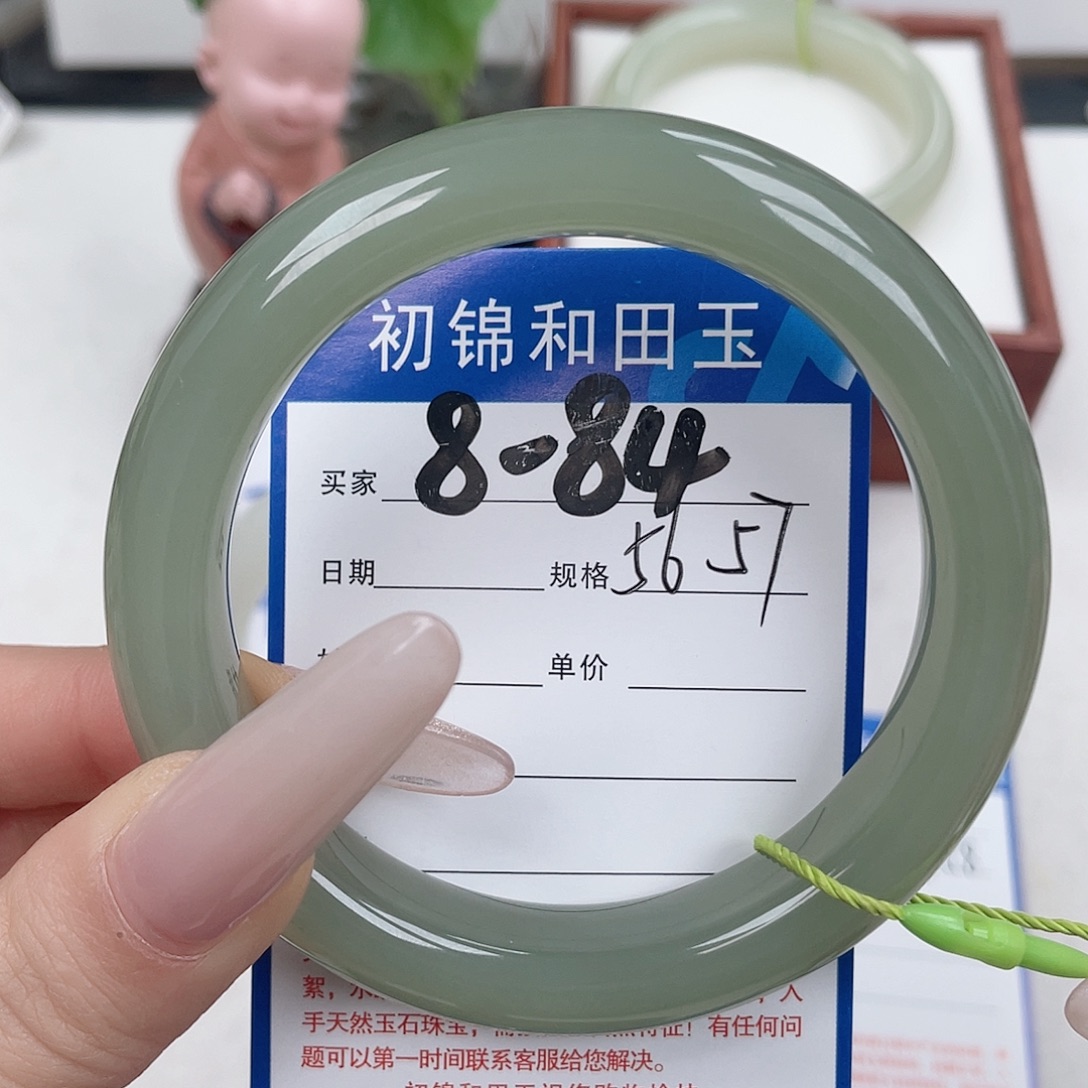 初锦和田玉
买家 8-84
日期 规格 56 57
单价
絮，水
手天然玉石珠宝，
有任何问
题可以第一时间联系客服给您解决。